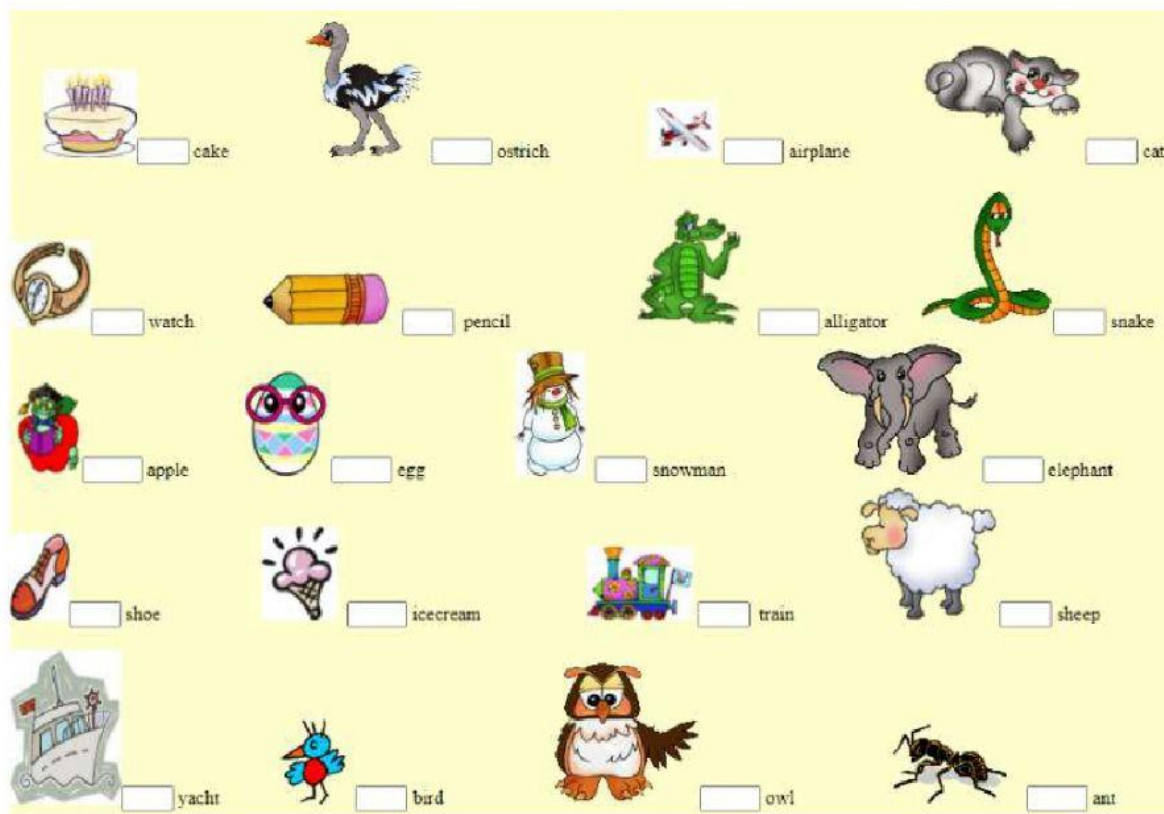 cake ostrich airplane cat
watch pencil alligator snake
apple egg snowman elephant
shoe icecream train sheep
yacht bird owl ant